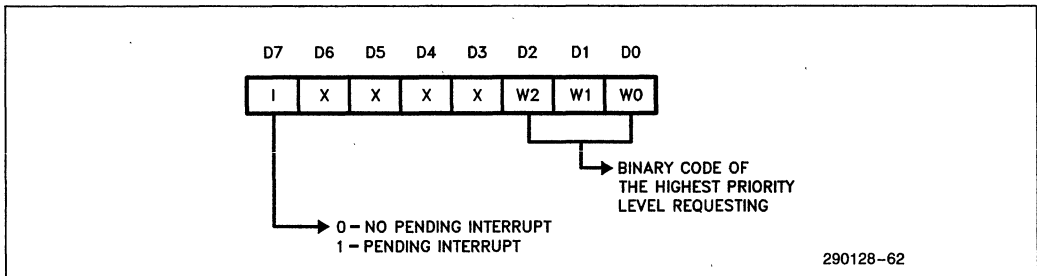 D7 D6 D5 D4 D3 D2 D1 D0
I X X X X W2 W1 W0
BINARY CODE OF
THE HIGHEST PRIORITY
LEVEL REQUESTING
0 – NO PENDING INTERRUPT
1 – PENDING INTERRUPT
290128–62